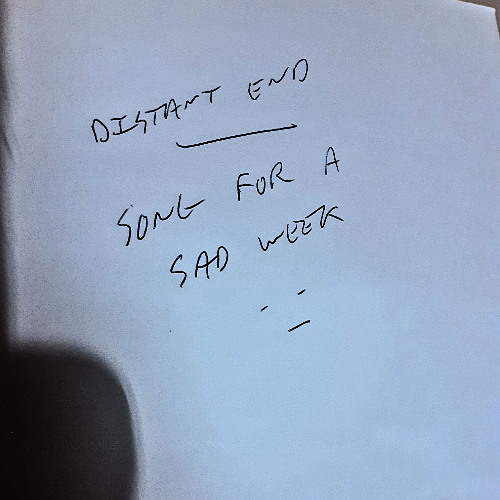 DISTANT END
SONG FOR A
SAD WEEK